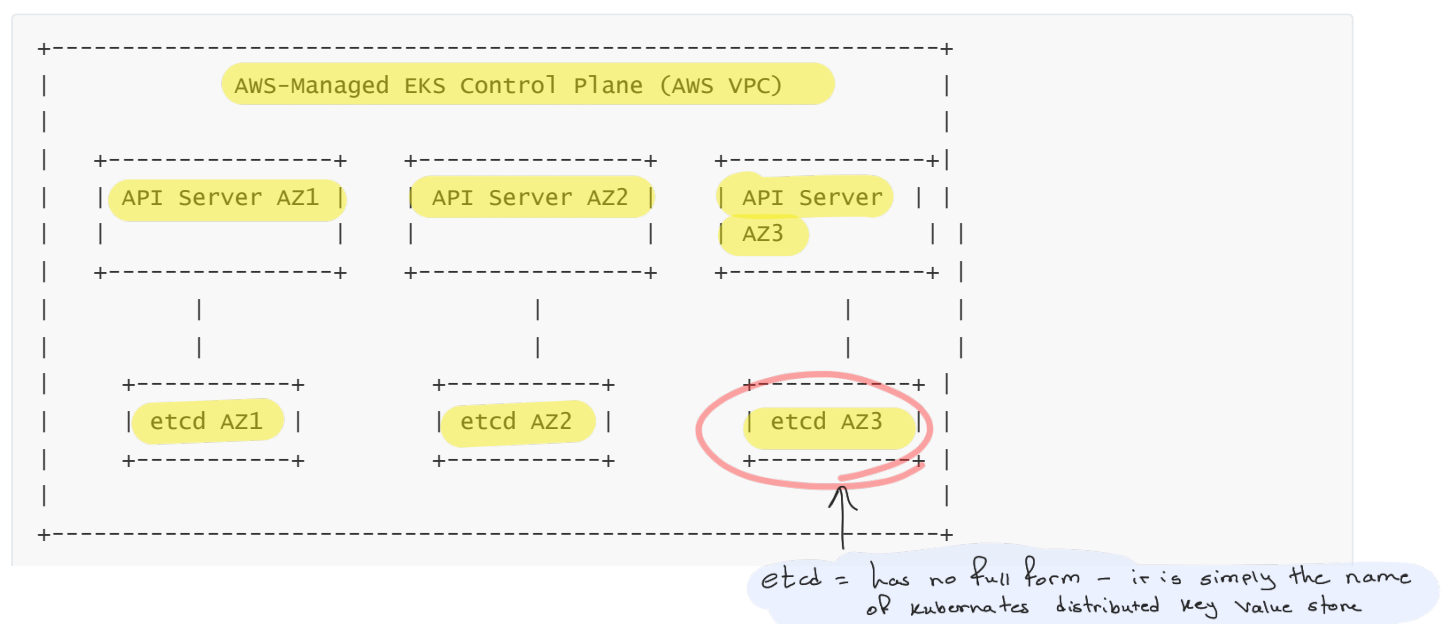 AWS-Managed EKS Control Plane (AWS VPC)
API Server AZ1 API Server AZ2 API Server
AZ3
etcd AZ1 etcd AZ2 etcd AZ3
etcd = has no full form - it is simply the name
of kubernates distributed key value store